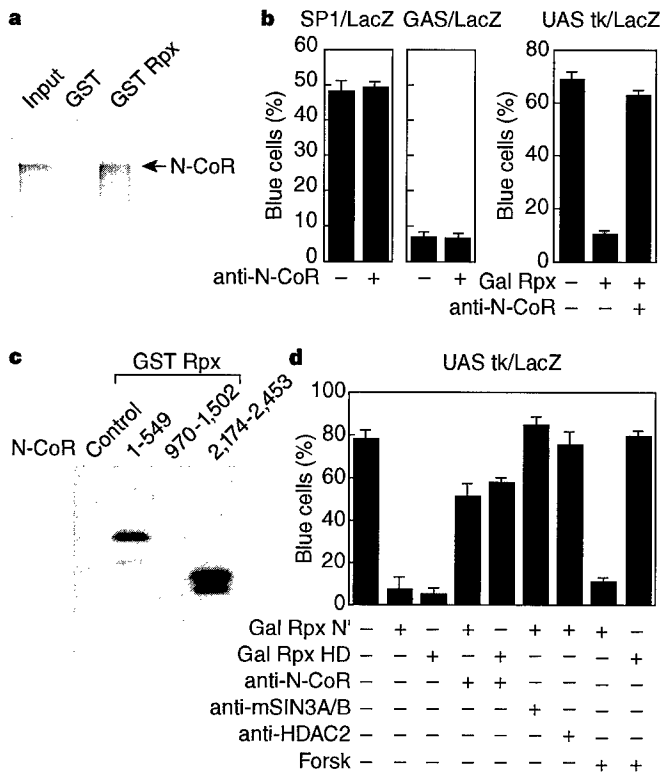 a
Input
GST
GST Rpx
N-CoR
b
SP1/LacZ
GAS/LacZ
UAS tk/LacZ
Blue cells (%)
60
50
40
30
20
10
0
Blue cells (%)
80
60
40
20
0
anti-N-CoR − + − +
Gal Rpx − + +
anti-N-CoR − − +
c
GST Rpx
N-CoR
Control
1-549
970-1,502
2,174-2,453
d
UAS tk/LacZ
Blue cells (%)
100
80
60
40
20
0
Gal Rpx N' − + − + − + + + −
Gal Rpx HD − − + − + − − − +
anti-N-CoR − − − + + − − − −
anti-mSIN3A/B − − − − − + − − −
anti-HDAC2 − − − − − − + − −
Forsk − − − − − − − + +